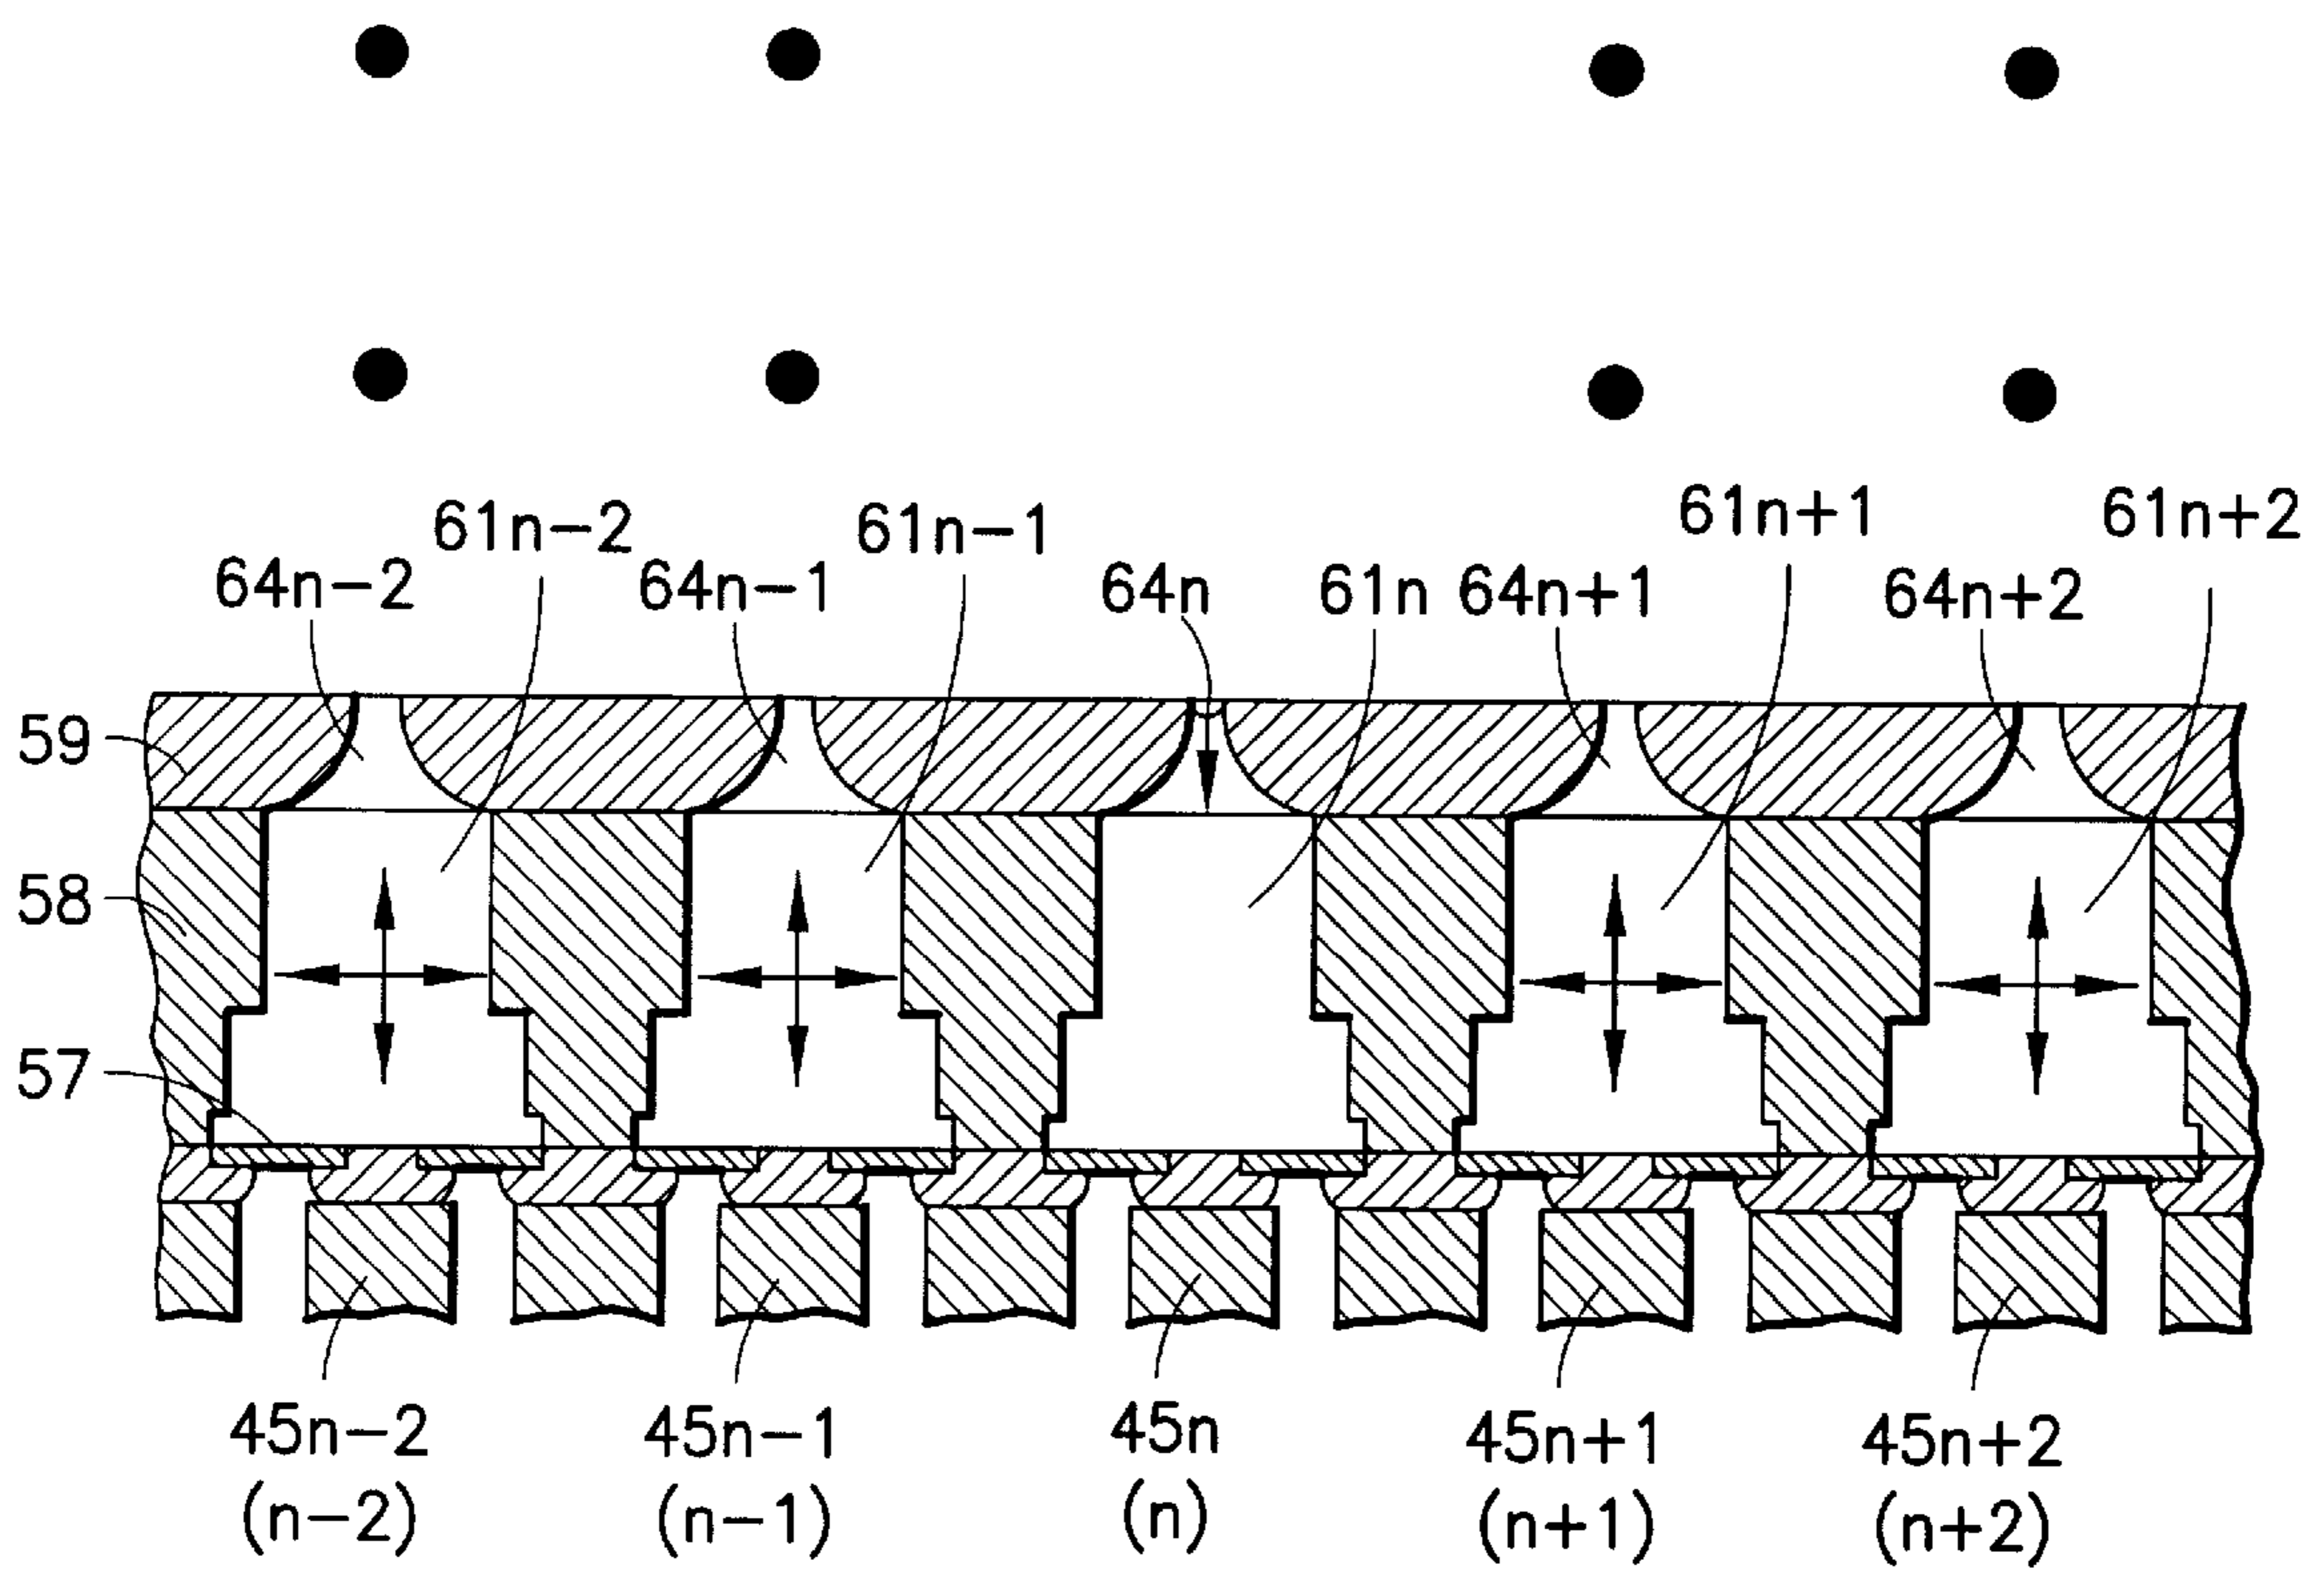 61n-2 61n-1 61n+1 61n+2
64n-2 64n-1 64n 61n 64n+1 64n+2
59
58
57
45n-2 45n-1 45n 45n+1 45n+2
(n-2) (n-1) (n) (n+1) (n+2)